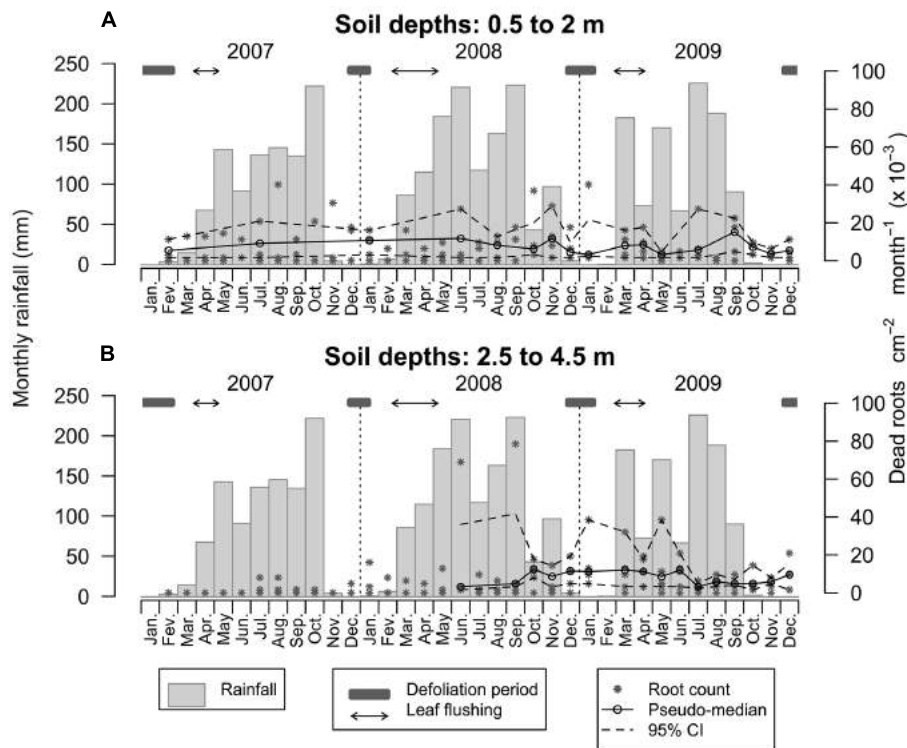 A Soil depths: 0.5 to 2 m
2007 2008 2009
250
200
150
100
50
0
100
80
60
40
20
0
Jan. Fev. Mar. Apr. May Jun. Jul. Aug. Sep. Oct. Nov. Dec. Jan. Fev. Mar. Apr. May Jun. Jul. Aug. Sep. Oct. Nov. Dec. Jan. Fev. Mar. Apr. May Jun. Jul. Aug. Sep. Oct. Nov. Dec.
Monthly rainfall (mm)
Dead roots cm⁻² month⁻¹ (x 10⁻³)
B Soil depths: 2.5 to 4.5 m
2007 2008 2009
250
200
150
100
50
0
100
80
60
40
20
0
Jan. Fev. Mar. Apr. May Jun. Jul. Aug. Sep. Oct. Nov. Dec. Jan. Fev. Mar. Apr. May Jun. Jul. Aug. Sep. Oct. Nov. Dec. Jan. Fev. Mar. Apr. May Jun. Jul. Aug. Sep. Oct. Nov. Dec.
Rainfall
Defoliation period
Leaf flushing
Root count
Pseudo-median
95% CI